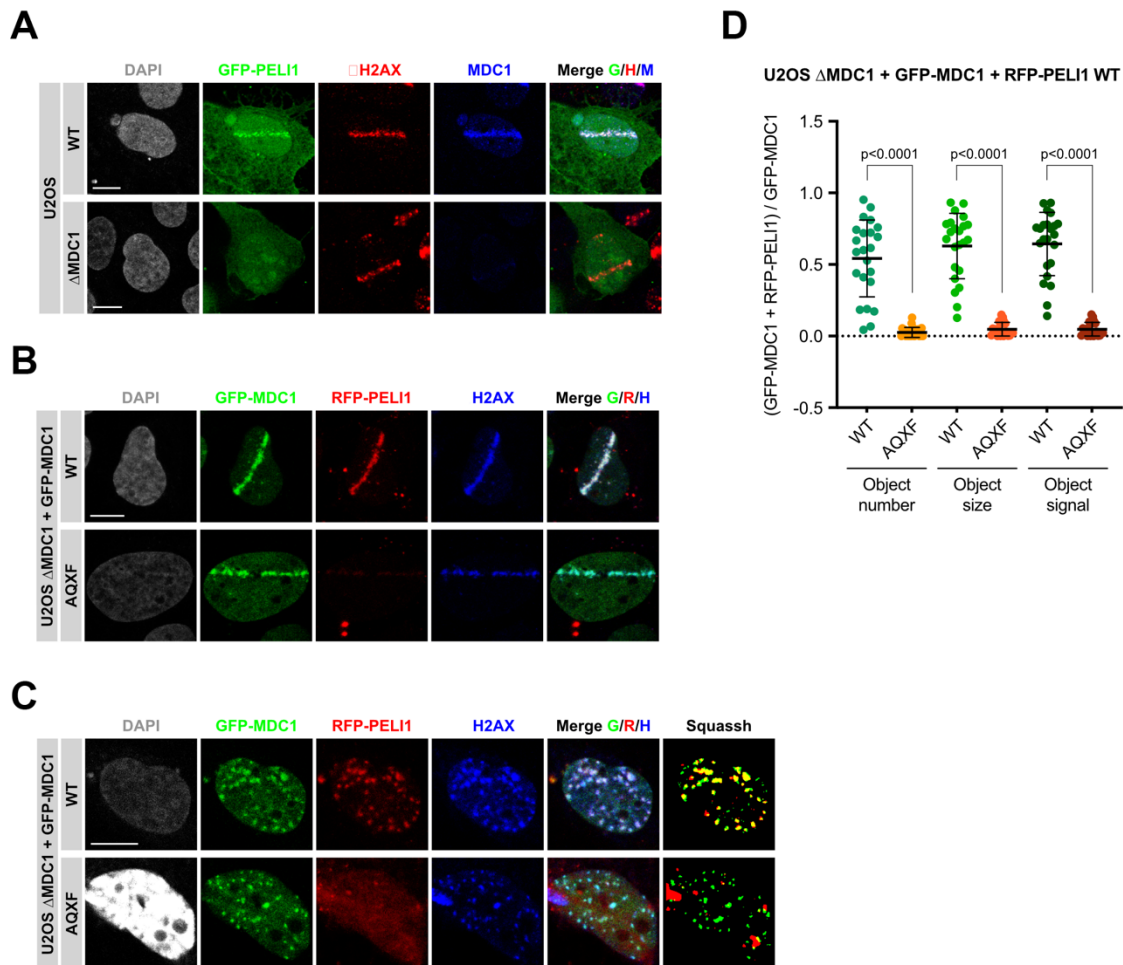 A
DAPI GFP-PELI1 □H2AX MDC1 Merge G/H/M
U2OS
WT
ΔMDC1
B
DAPI GFP-MDC1 RFP-PELI1 H2AX Merge G/R/H
U2OS ΔMDC1 + GFP-MDC1
WT
AQXF
C
DAPI GFP-MDC1 RFP-PELI1 H2AX Merge G/R/H Squassh
U2OS ΔMDC1 + GFP-MDC1
WT
AQXF
D
U2OS ΔMDC1 + GFP-MDC1 + RFP-PELI1 WT
(GFP-MDC1 + RFP-PELI1) / GFP-MDC1
1.5
1.0
0.5
0.0
-0.5
p<0.0001 p<0.0001 p<0.0001
WT AQXF WT AQXF WT AQXF
Object Object Object
number size signal